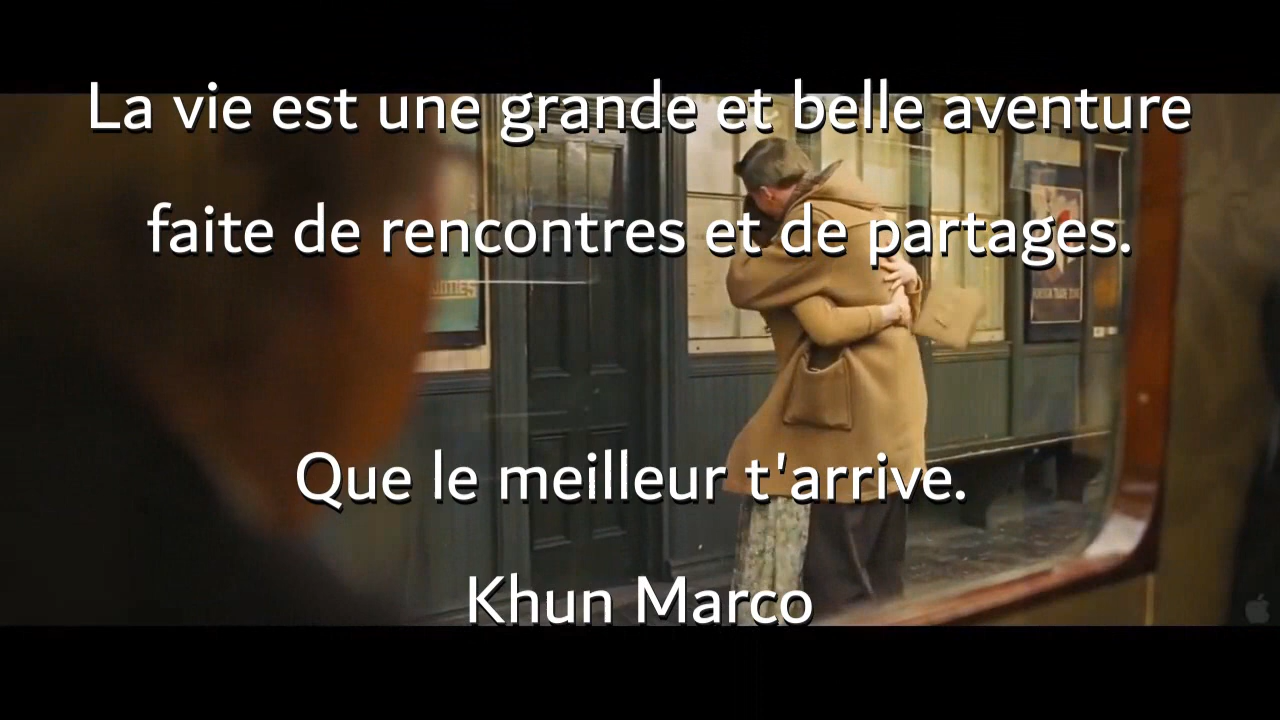 La vie est une grande et belle aventure
faite de rencontres et de partages.
Que le meilleur t'arrive.
Khun Marco